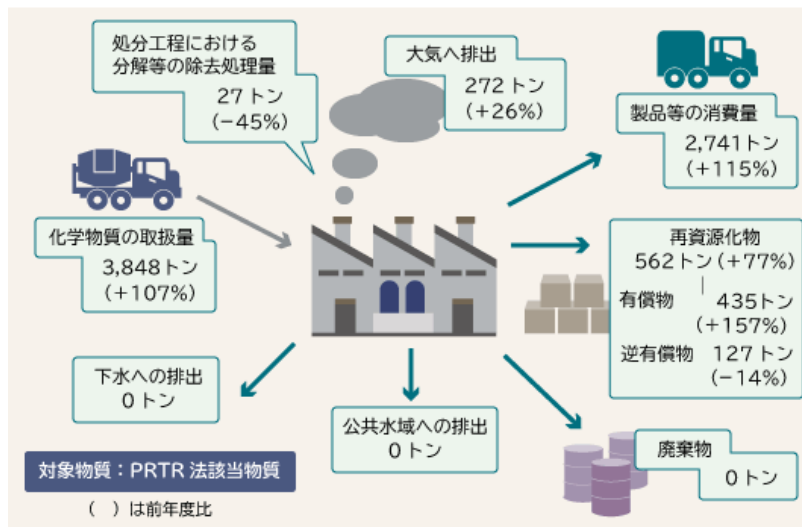 処分工程における
分解等の除去処理量
27トン
(−45%)
大気へ排出
272トン
(+26%)
製品等の消費量
2,741トン
(+115%)
化学物質の取扱量
3,848トン
(+107%)
再資源化物
562トン(+77%)
有償物 435トン
(+157%)
逆有償物 127トン
(−14%)
下水への排出
0トン
公共水域への排出
0トン
廃棄物
0トン
対象物質：PRTR法該当物質
（　）は前年度比